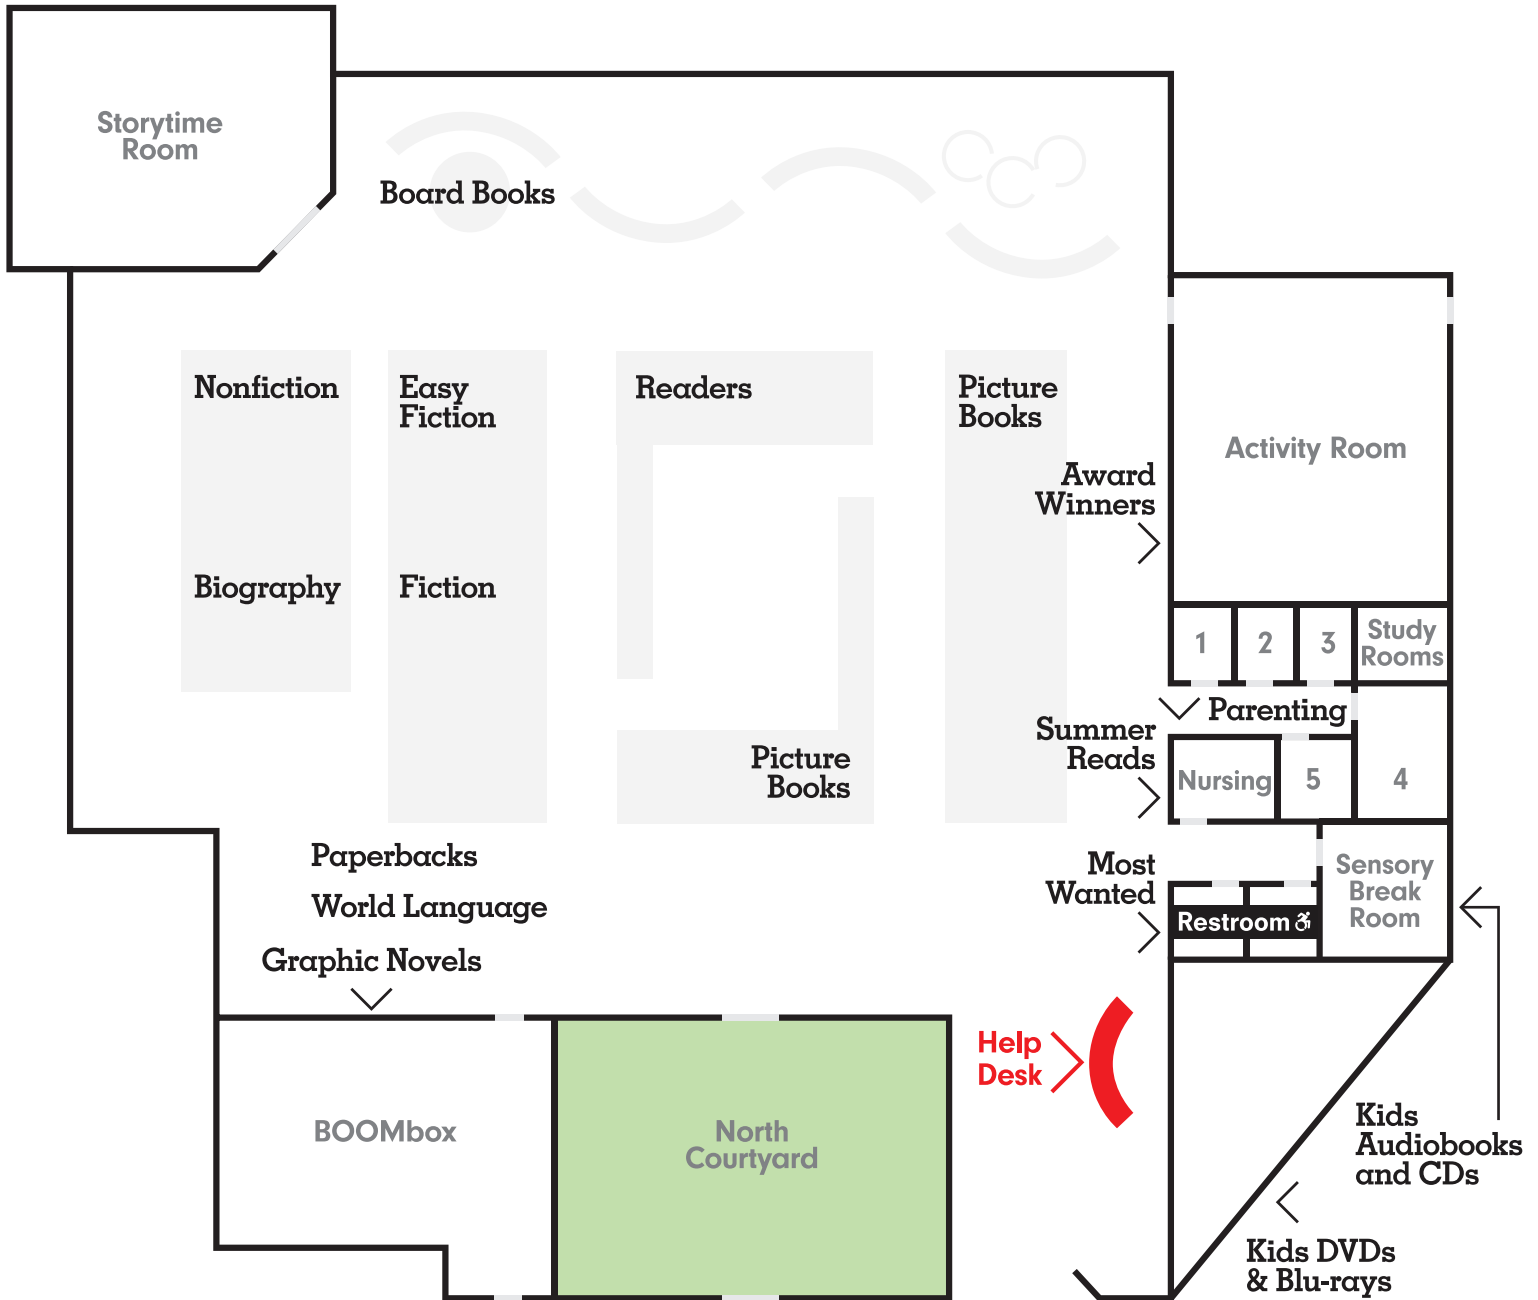 Storytime
Room
Board Books
Nonfiction
Easy
Fiction
Readers
Picture
Books
Activity Room
Award
Winners
Biography
Fiction
1
2
3
Study
Rooms
Parenting
Summer
Reads
Picture
Books
Nursing
5
4
Paperbacks
World Language
Graphic Novels
Most
Wanted
Sensory
Break
Room
Restroom
Help
Desk
BOOMbox
North
Courtyard
Kids
Audiobooks
and CDs
Kids DVDs
& Blu-rays